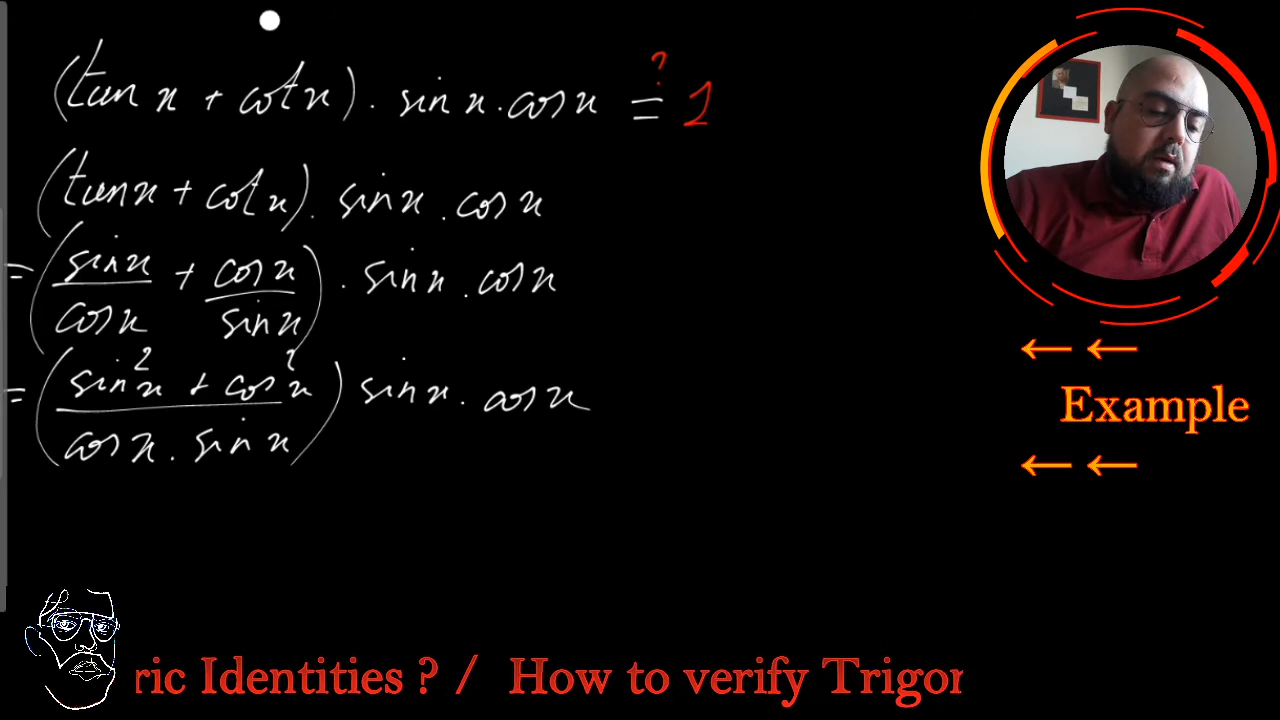 (tan x + cot x) . sin x . cos x =? 1
(tan x + cot x) . sin x . cos x
= (sin x / cos x + cos x / sin x) . sin x . cos x
= (sin² x + cos² x / cos x . sin x) sin x . cos x
← ←
Example
← ←
ric Identities ? / How to verify Trigor